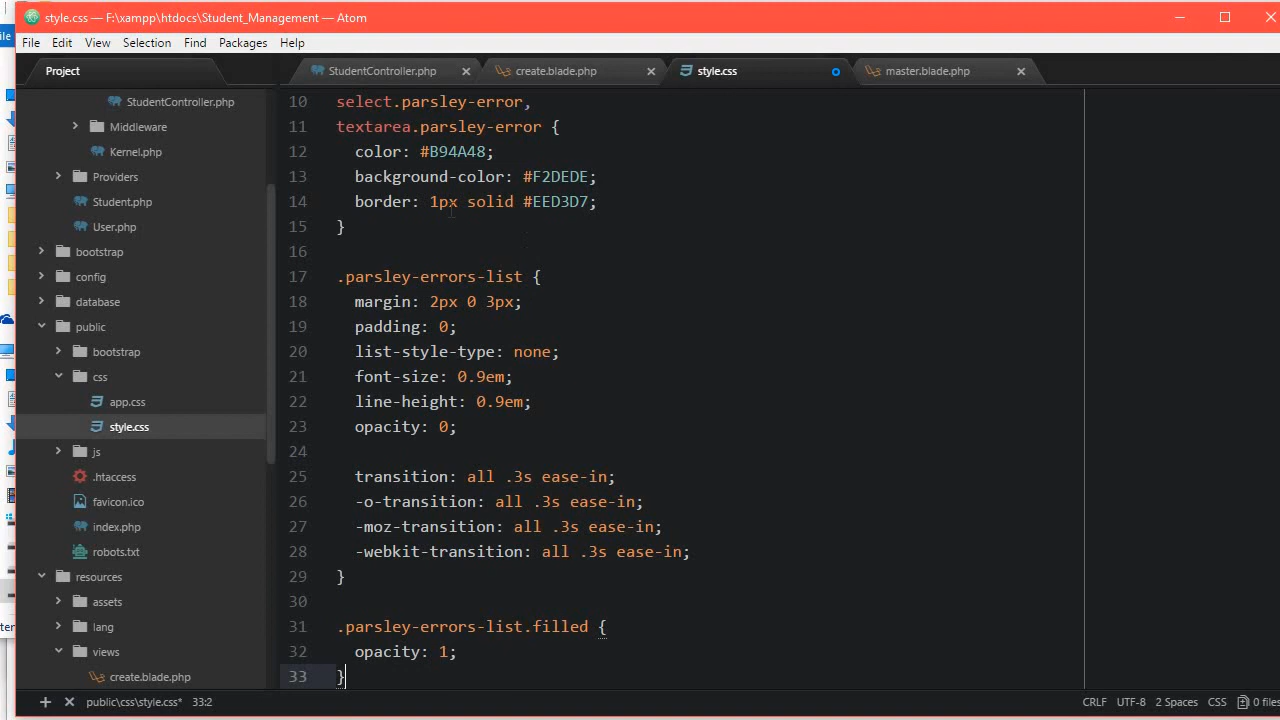 style.css — F:\xampp\htdocs\Student_Management — Atom
File Edit View Selection Find Packages Help
Project
StudentController.php
create.blade.php
style.css
master.blade.php
StudentController.php
Middleware
Kernel.php
Providers
Student.php
User.php
bootstrap
config
database
public
bootstrap
css
app.css
style.css
js
.htaccess
favicon.ico
index.php
robots.txt
resources
assets
lang
views
create.blade.php
10 select.parsley-error,
11 textarea.parsley-error {
12 color: #B94A48;
13 background-color: #F2DEDE;
14 border: 1px solid #EED3D7;
15 }
16
17 .parsley-errors-list {
18 margin: 2px 0 3px;
19 padding: 0;
20 list-style-type: none;
21 font-size: 0.9em;
22 line-height: 0.9em;
23 opacity: 0;
24
25 transition: all .3s ease-in;
26 -o-transition: all .3s ease-in;
27 -moz-transition: all .3s ease-in;
28 -webkit-transition: all .3s ease-in;
29 }
30
31 .parsley-errors-list.filled {
32 opacity: 1;
33 }
public\css\style.css* 33:2
CRLF UTF-8 2 Spaces CSS 0 files